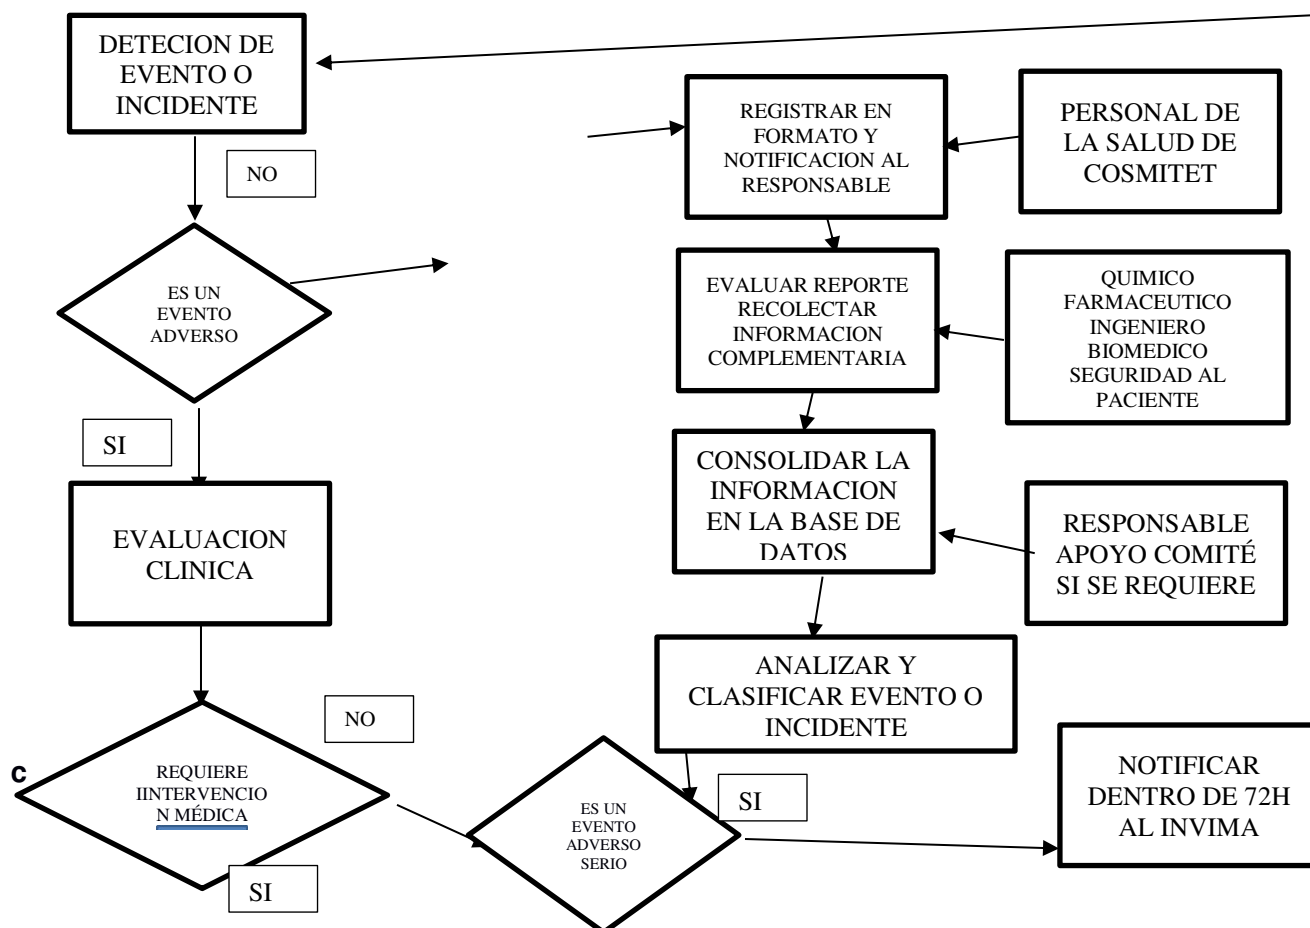 DETECION DE
EVENTO O
INCIDENTE
NO
ES UN
EVENTO
ADVERSO
SI
EVALUACION
CLINICA
NO
C
REQUIERE
IINTERVENCIO
N MÉDICA
SI
REGISTRAR EN
FORMATO Y
NOTIFICACION AL
RESPONSABLE
PERSONAL DE
LA SALUD DE
COSMITET
EVALUAR REPORTE
RECOLECTAR
INFORMACION
COMPLEMENTARIA
QUIMICO
FARMACEUTICO
INGENIERO
BIOMEDICO
SEGURIDAD AL
PACIENTE
CONSOLIDAR LA
INFORMACION
EN LA BASE DE
DATOS
RESPONSABLE
APOYO COMITÉ
SI SE REQUIERE
ANALIZAR Y
CLASIFICAR EVENTO O
INCIDENTE
ES UN
EVENTO
ADVERSO
SERIO
SI
NOTIFICAR
DENTRO DE 72H
AL INVIMA